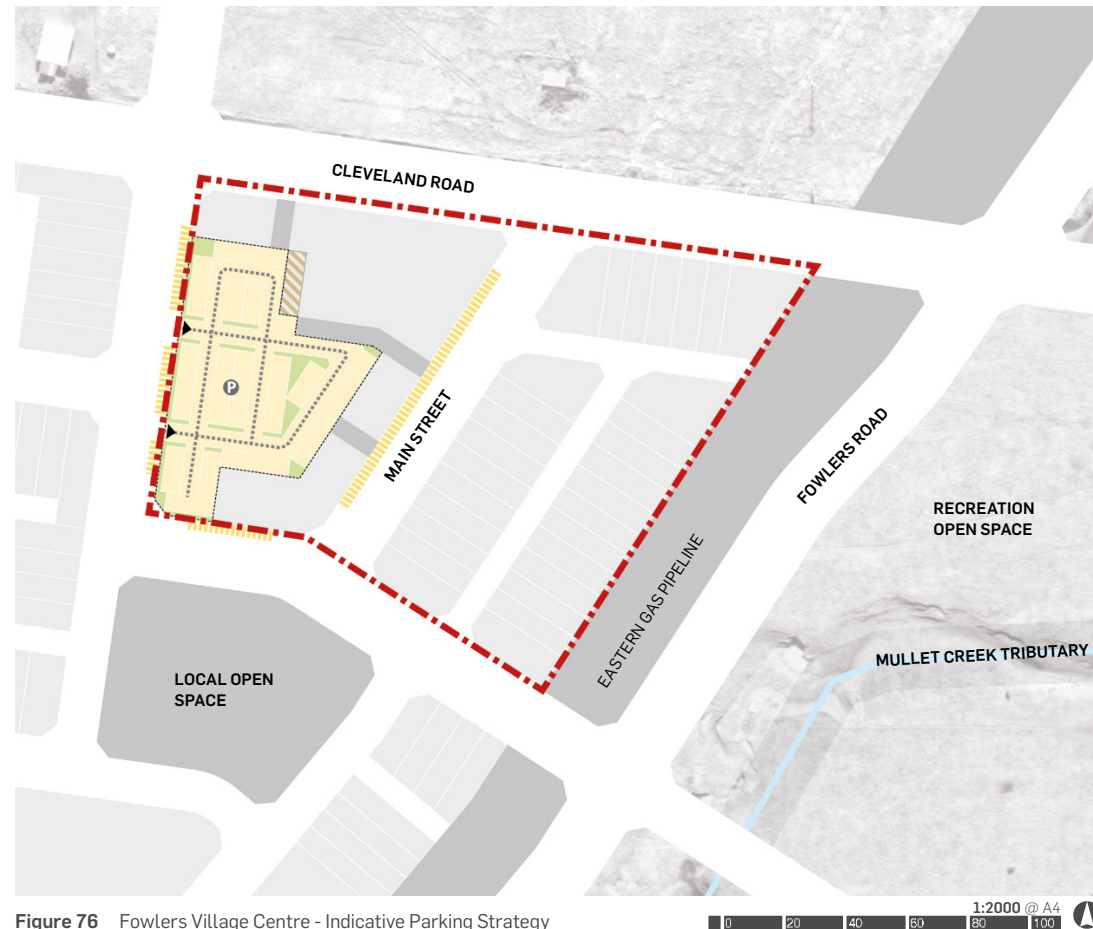 CLEVELAND ROAD
P
MAIN STREET
FOWLERS ROAD
RECREATION
OPEN SPACE
EASTERN GAS PIPELINE
MULLET CREEK TRIBUTARY
LOCAL OPEN
SPACE
Figure 76 Fowlers Village Centre - Indicative Parking Strategy
1:2000 @ A4
0 20 40 60 80 100